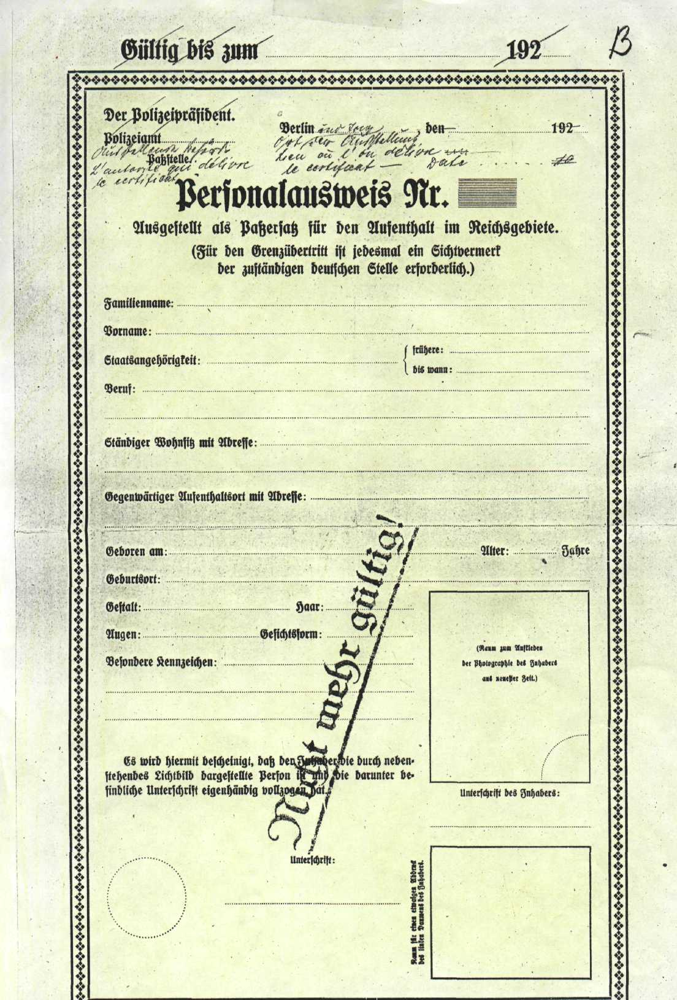 Gültig bis zum 192
B
Der Polizeipräsident.
Polizeiamt
Berlin und Tag, den 192
Ausstellende Behörde
Ort der Ausstellung
Paßstelle.
L'autorité qui délivre
le certificat
Lieu où l'on délivre
le certificat — Date 19
Personalausweis Nr.
Ausgestellt als Paßersatz für den Aufenthalt im Reichsgebiete.
(Für den Grenzübertritt ist jedesmal ein Sichtvermerk
der zuständigen deutschen Stelle erforderlich.)
Familienname:
Vorname:
Staatsangehörigkeit: { frühere:
bis wann:
Beruf:
Ständiger Wohnsitz mit Adresse:
Gegenwärtiger Aufenthaltsort mit Adresse:
Geboren am: Alter: Jahre
Geburtsort:
Gestalt: Haar:
Augen: Gesichtsform:
Besondere Kennzeichen:
(Raum zum Aufkleben
der Photographie des Inhabers
aus neuester Zeit.)
Nicht mehr gültig!
Es wird hiermit bescheinigt, daß der Inhaber die durch neben-
stehendes Lichtbild dargestellte Person ist und die darunter be-
findliche Unterschrift eigenhändig vollzogen hat.
Unterschrift des Inhabers:
Unterschrift:
Raum für einen etwaigen Abdruck
des linken Daumens des Inhabers.